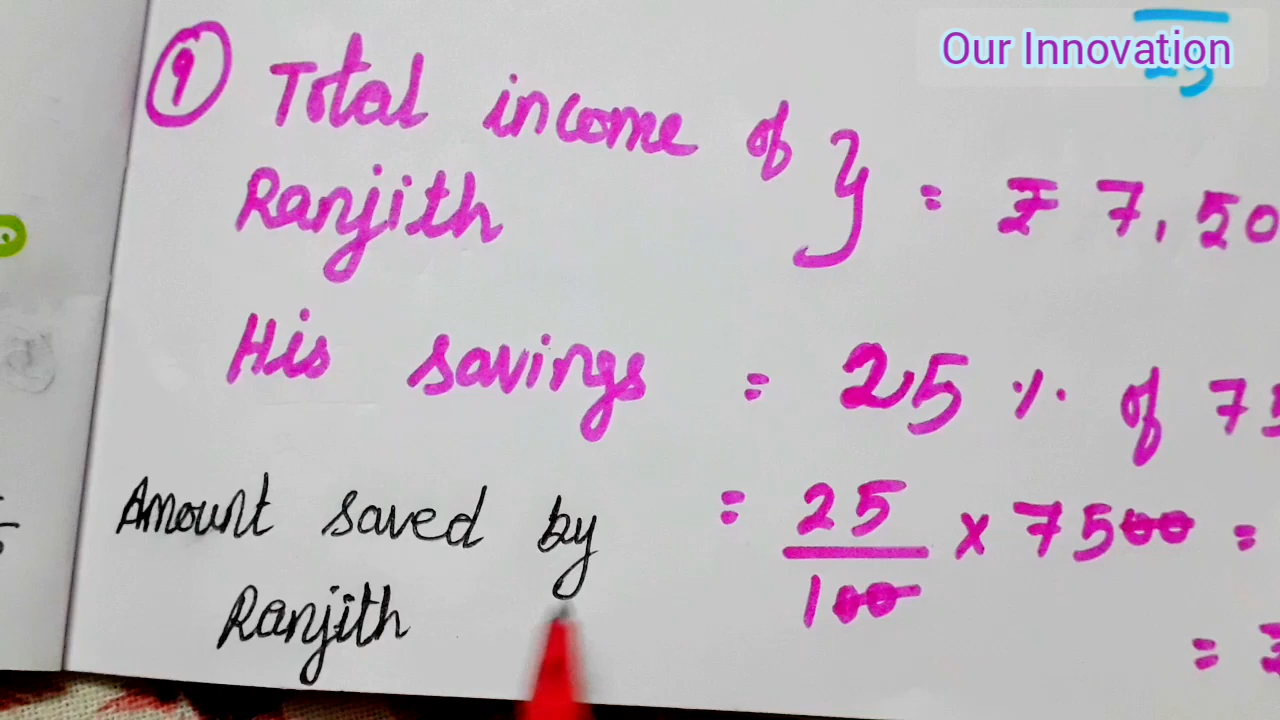 Our Innovation
9 Total income of
Ranjith } = ₹ 7,50
His savings = 25 % of 75
Amount saved by = 25/100 × 7500 =
Ranjith =